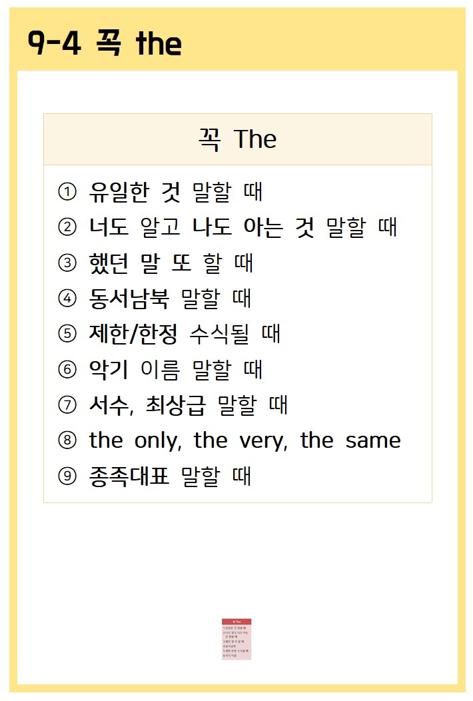 9-4 꼭 the
꼭 The
① 유일한 것 말할 때
② 너도 알고 나도 아는 것 말할 때
③ 했던 말 또 할 때
④ 동서남북 말할 때
⑤ 제한/한정 수식될 때
⑥ 악기 이름 말할 때
⑦ 서수, 최상급 말할 때
⑧ the only, the very, the same
⑨ 종족대표 말할 때